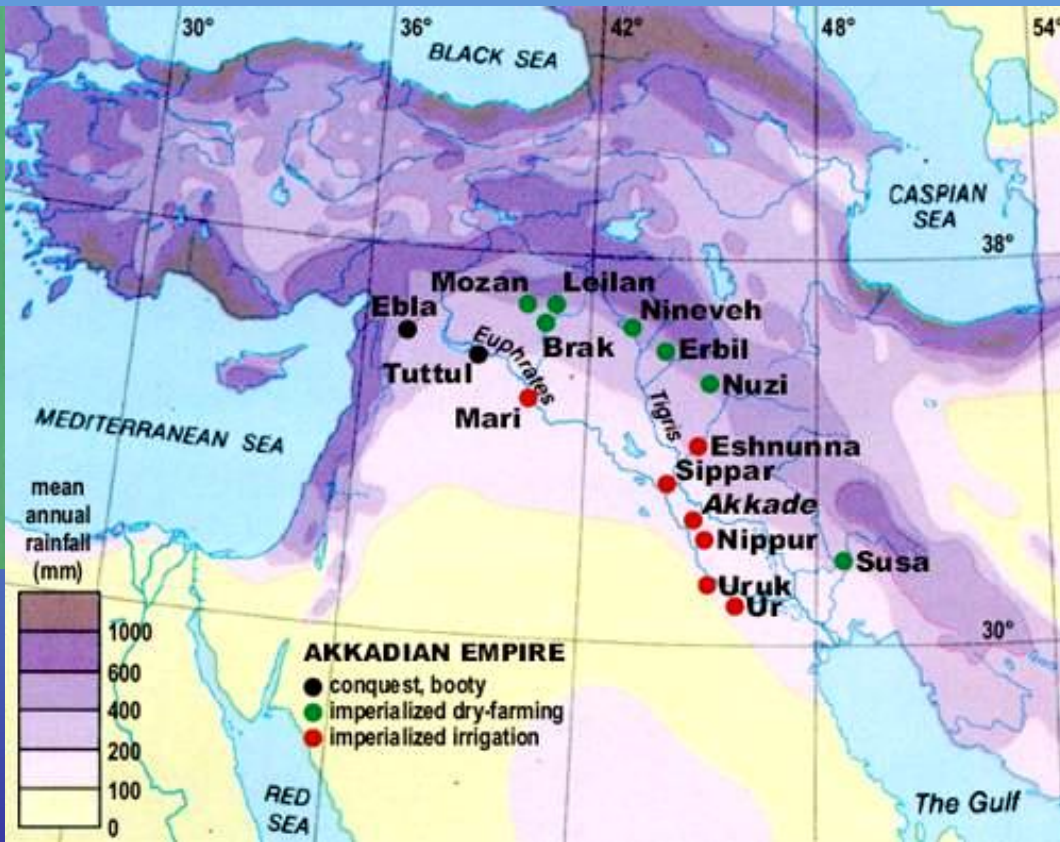 30°
36°
42°
48°
54°
BLACK SEA
CASPIAN
SEA
38°
Mozan
Leilan
Nineveh
Ebla
Brak
Erbil
Tuttul
Euphrates
Nuzi
Mari
Tigris
MEDITERRANEAN SEA
Eshnunna
Sippar
Akkade
Nippur
Susa
Uruk
Ur
30°
mean
annual
rainfall
(mm)
1000
600
400
200
100
0
AKKADIAN EMPIRE
conquest, booty
imperialized dry-farming
imperialized irrigation
RED
SEA
The Gulf